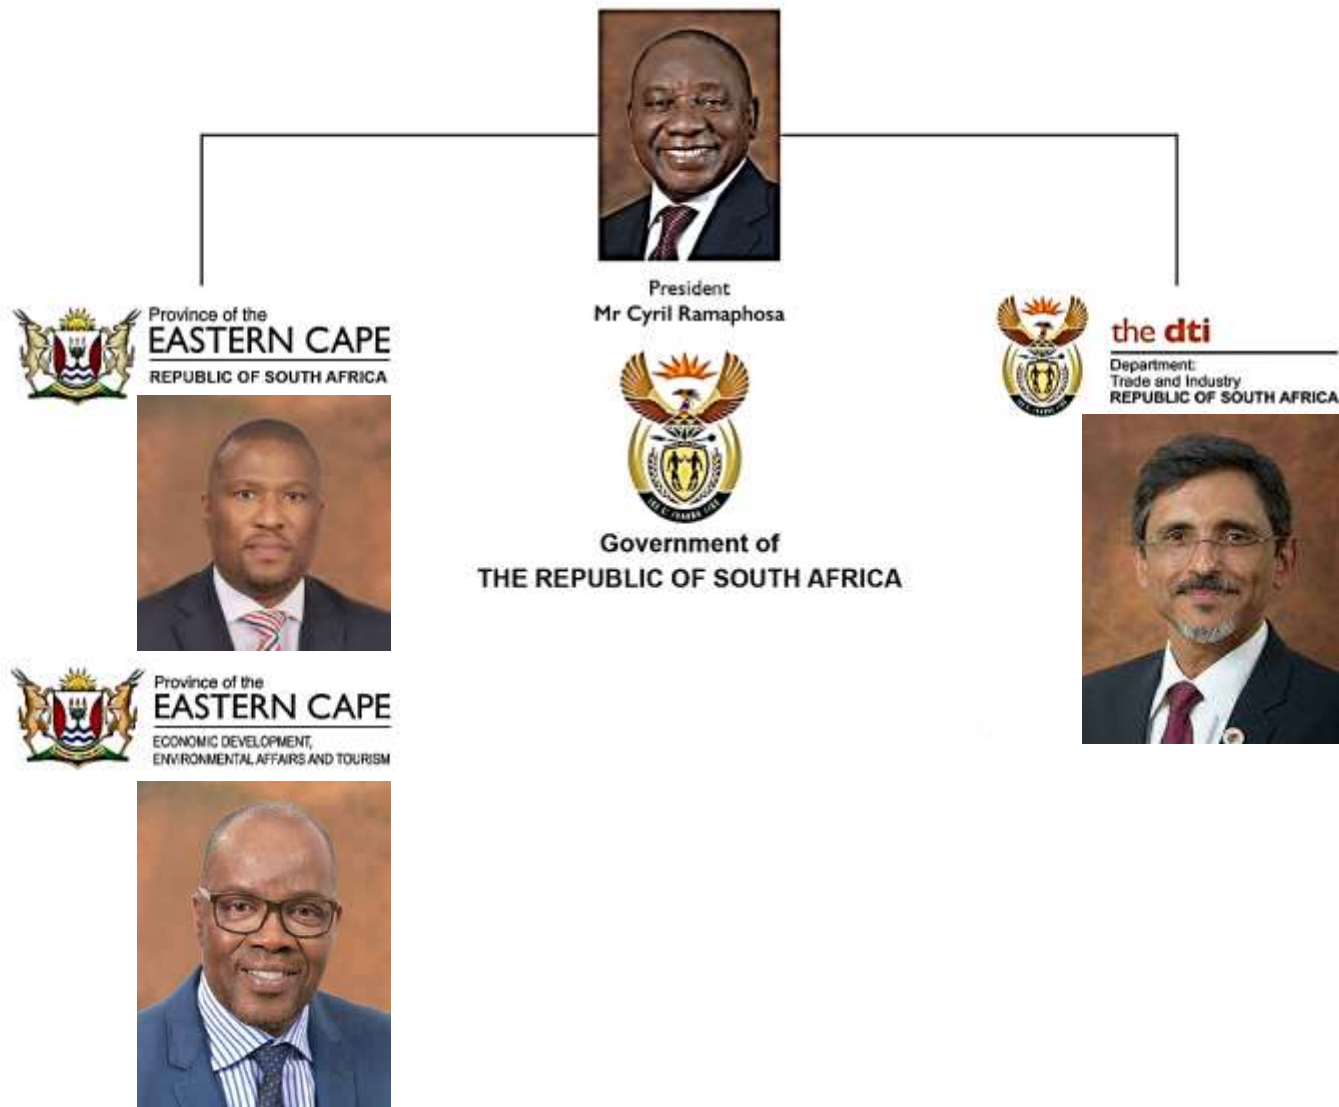 President
Mr Cyril Ramaphosa
Province of the
EASTERN CAPE
REPUBLIC OF SOUTH AFRICA
the dti
Department:
Trade and Industry
REPUBLIC OF SOUTH AFRICA
Government of
THE REPUBLIC OF SOUTH AFRICA
Province of the
EASTERN CAPE
ECONOMIC DEVELOPMENT,
ENVIRONMENTAL AFFAIRS AND TOURISM